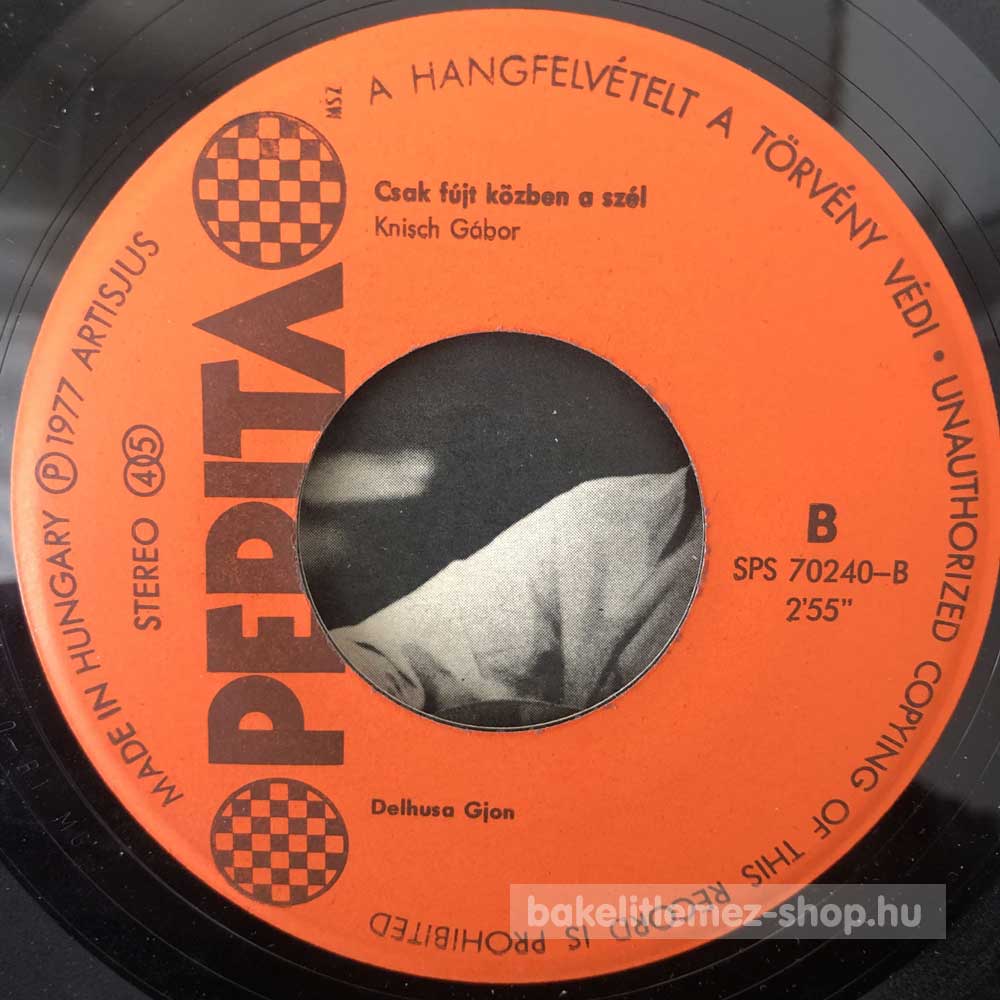 A HANGFELVÉTELT A TÖRVÉNY VÉDI • UNAUTHORIZED COPYING OF THIS RECORD IS PROHIBITED
MSZ
Csak fújt közben a szél
Knisch Gábor
PEPITA
MADE IN HUNGARY Ⓟ 1977 ARTISJUS
STEREO 45
B
SPS 70240-B
2'55"
Delhusa Gjon
bakelitlemez-shop.hu